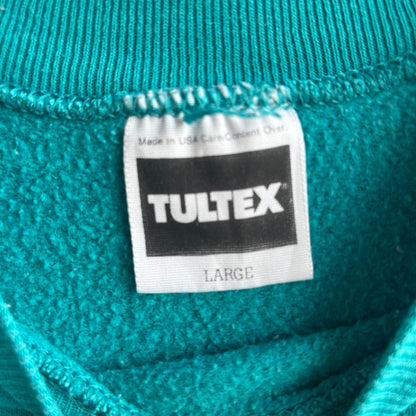 Made in USA Care/Content Over.
TULTEX®
LARGE